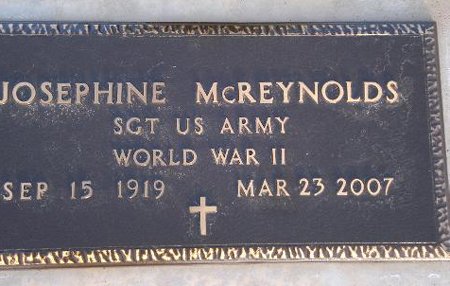 JOSEPHINE McREYNOLDS
SGT US ARMY
WORLD WAR II
SEP 15 1919 MAR 23 2007